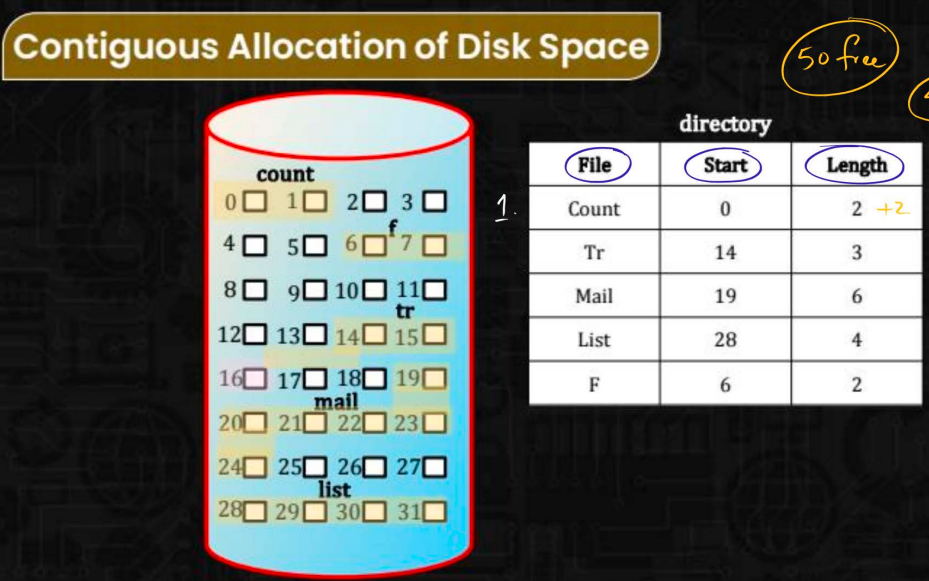 Contiguous Allocation of Disk Space
50 free
directory
File Start Length
1. Count 0 2 +2
Tr 14 3
Mail 19 6
List 28 4
F 6 2
count
0 1 2 3
f
4 5 6 7
8 9 10 11
tr
12 13 14 15
16 17 18 19
mail
20 21 22 23
24 25 26 27
list
28 29 30 31